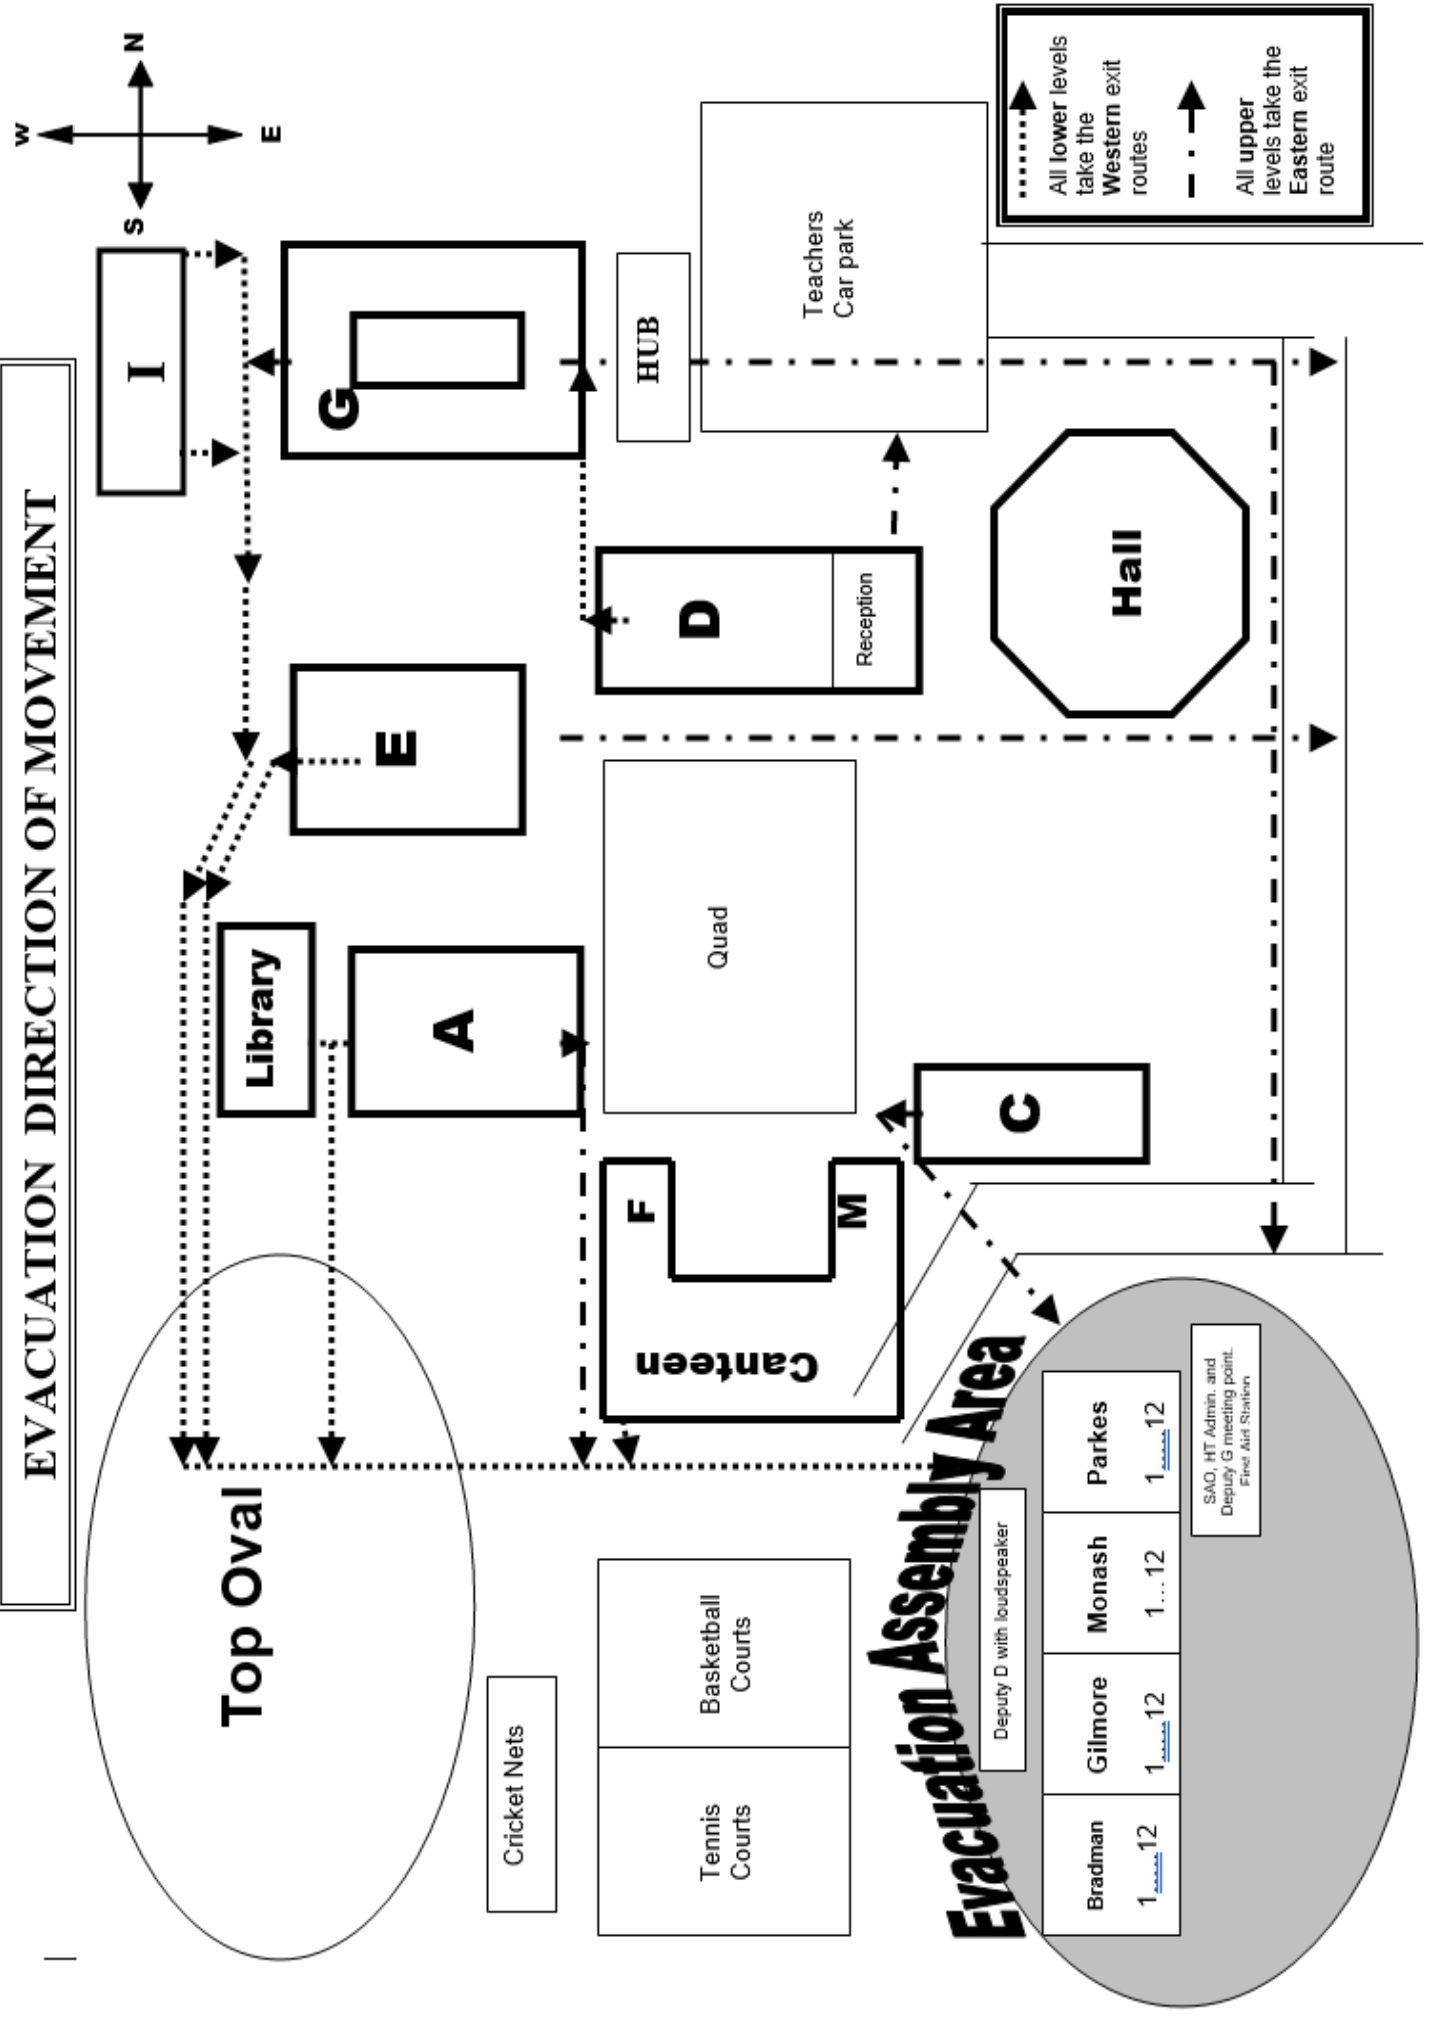 EVACUATION DIRECTION OF MOVEMENT
W
N
S
E
I
G
HUB
Teachers
Car park
All lower levels
take the
Western exit
routes
All upper
levels take the
Eastern exit
route
E
D
Reception
Hall
Library
A
Quad
C
F
M
Canteen
Top Oval
Cricket Nets
Basketball
Courts
Tennis
Courts
Evacuation Assembly Area
Deputy D with loudspeaker
Bradman
1.....12
Gilmore
1.....12
Monash
1...12
Parkes
1.....12
SAO, HT Admin. and
Deputy G meeting point.
First Aid Station